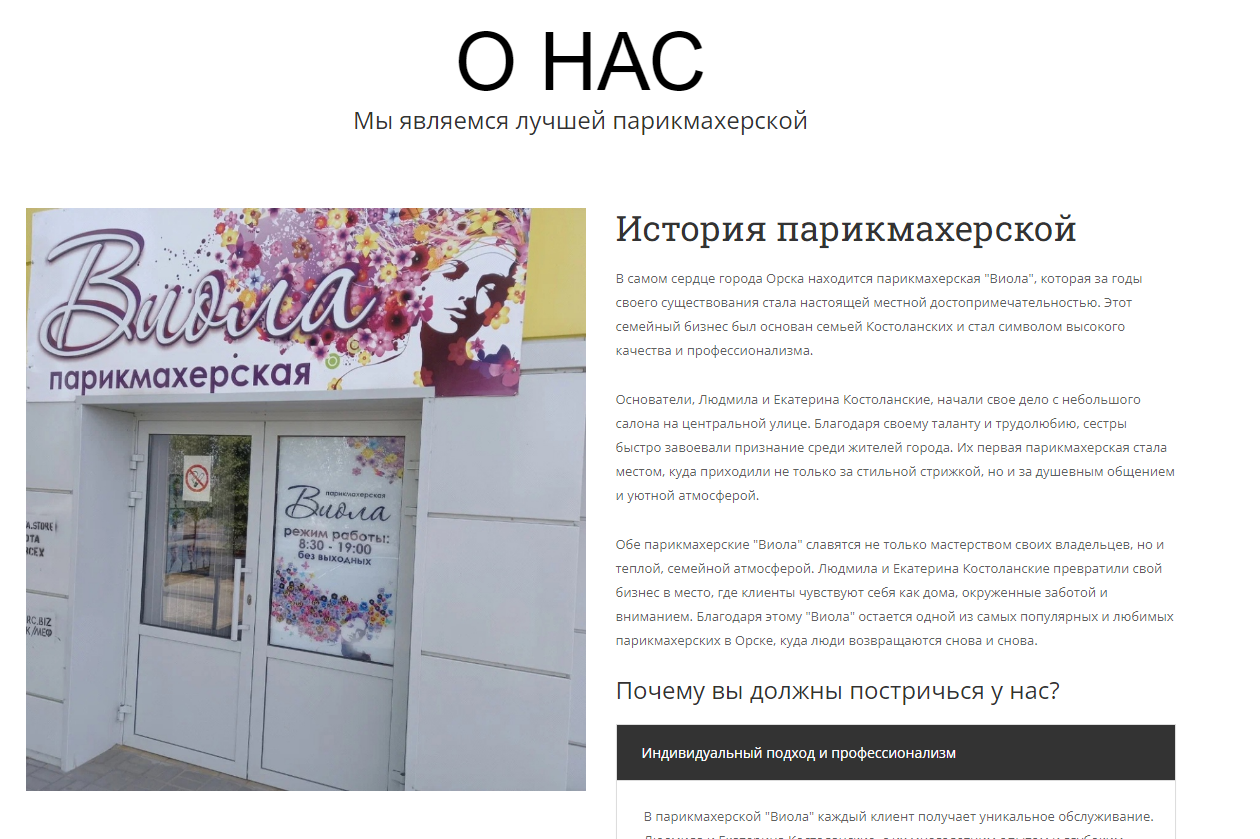 О НАС
Мы являемся лучшей парикмахерской
Виола
парикмахерская
парикмахерская
Виола
режим работы:
8:30 - 19:00
без выходных
История парикмахерской
В самом сердце города Орска находится парикмахерская "Виола", которая за годы
своего существования стала настоящей местной достопримечательностью. Этот
семейный бизнес был основан семьей Костоланских и стал символом высокого
качества и профессионализма.
Основатели, Людмила и Екатерина Костоланские, начали свое дело с небольшого
салона на центральной улице. Благодаря своему таланту и трудолюбию, сестры
быстро завоевали признание среди жителей города. Их первая парикмахерская стала
местом, куда приходили не только за стильной стрижкой, но и за душевным общением
и уютной атмосферой.
Обе парикмахерские "Виола" славятся не только мастерством своих владельцев, но и
теплой, семейной атмосферой. Людмила и Екатерина Костоланские превратили свой
бизнес в место, где клиенты чувствуют себя как дома, окруженные заботой и
вниманием. Благодаря этому "Виола" остается одной из самых популярных и любимых
парикмахерских в Орске, куда люди возвращаются снова и снова.
Почему вы должны постричься у нас?
Индивидуальный подход и профессионализм
В парикмахерской "Виола" каждый клиент получает уникальное обслуживание.